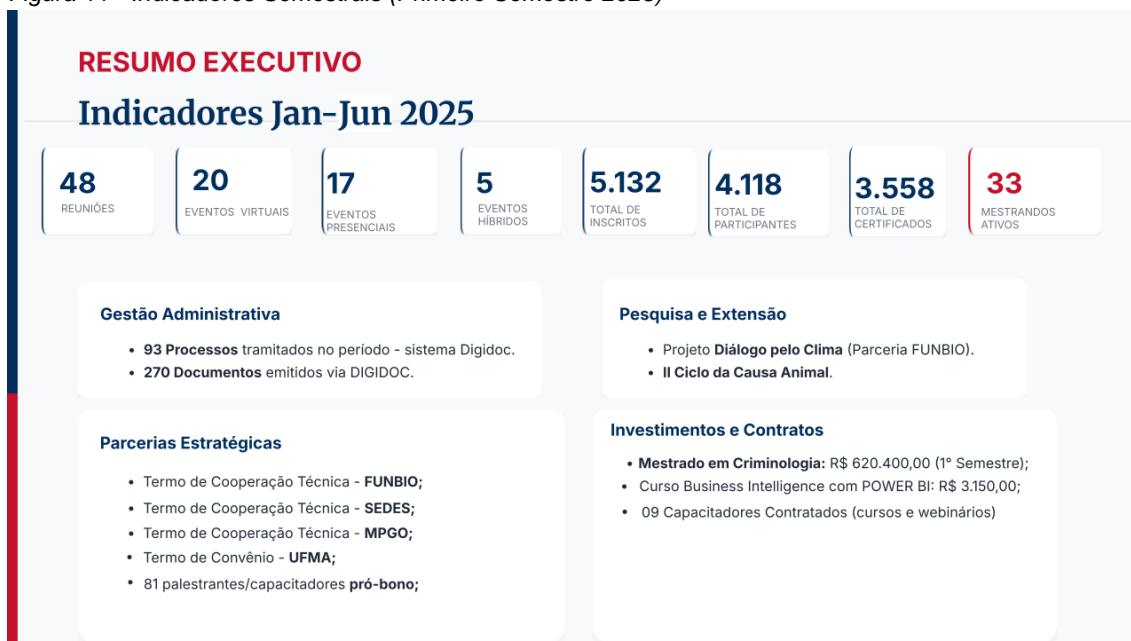 RESUMO EXECUTIVO
Indicadores Jan-Jun 2025
48
REUNIÕES
20
EVENTOS VIRTUAIS
17
EVENTOS
PRESENCIAIS
5
EVENTOS
HÍBRIDOS
5.132
TOTAL DE
INSCRITOS
4.118
TOTAL DE
PARTICIPANTES
3.558
TOTAL DE
CERTIFICADOS
33
MESTRANDOS
ATIVOS
Gestão Administrativa
• 93 Processos tramitados no período - sistema Digidoc.
• 270 Documentos emitidos via DIGIDOC.
Pesquisa e Extensão
• Projeto Diálogo pelo Clima (Parceria FUNBIO).
• II Ciclo da Causa Animal.
Parcerias Estratégicas
• Termo de Cooperação Técnica - FUNBIO;
• Termo de Cooperação Técnica - SEDES;
• Termo de Cooperação Técnica - MPGO;
• Termo de Convênio - UFMA;
• 81 palestrantes/capacitadores pró-bono;
Investimentos e Contratos
• Mestrado em Criminologia: R$ 620.400,00 (1° Semestre);
• Curso Business Intelligence com POWER BI: R$ 3.150,00;
• 09 Capacitadores Contratados (cursos e webinários)